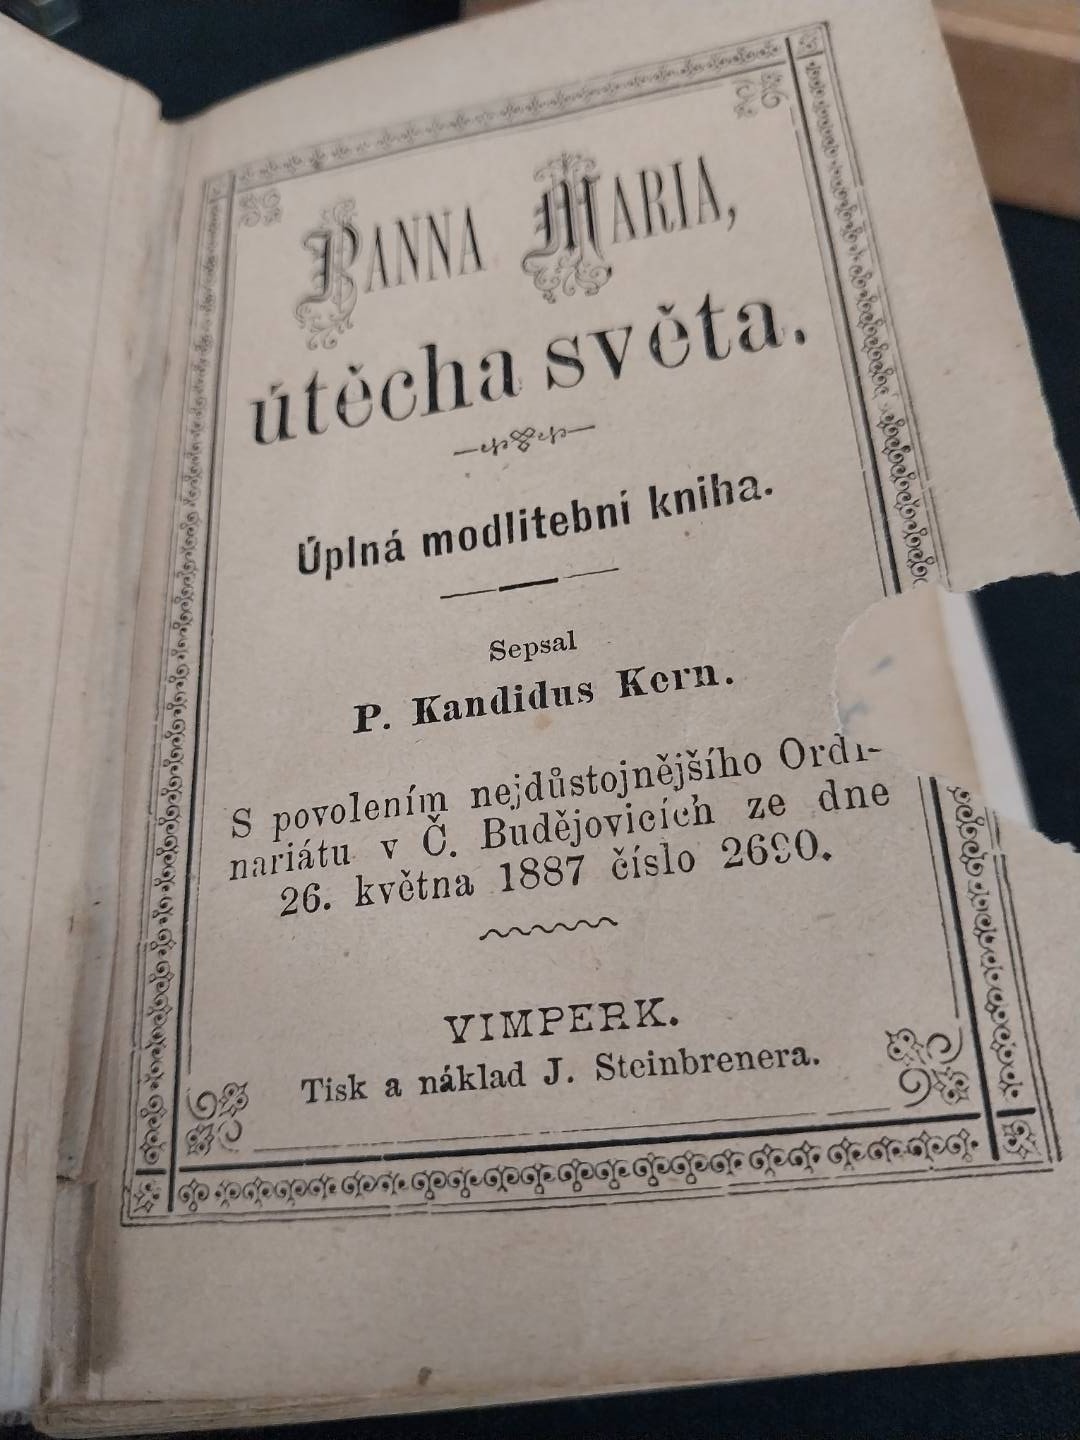 PANNA MARIA,
útěcha světa.
Úplná modlitební kniha.
Sepsal
P. Kandidus Kern.
S povolením nejdůstojnějšího Ordi-
nariátu v Č. Budějovicích ze dne
26. května 1887 číslo 2690.
VIMPERK.
Tisk a náklad J. Steinbrenera.